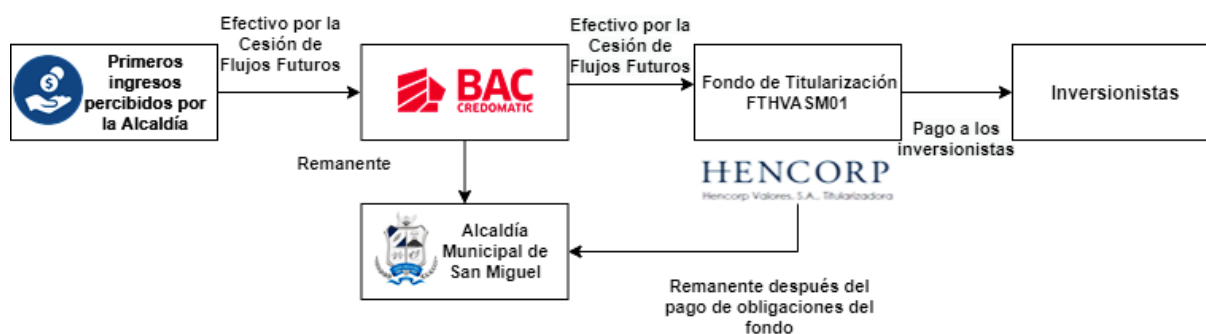 Primeros
ingresos
percibidos por
la Alcaldía
Efectivo por la
Cesión de
Flujos Futuros
BAC
CREDOMATIC
Efectivo por la
Cesión de
Flujos Futuros
Fondo de Titularización
FTHVASM01
Pago a los
inversionistas
Inversionistas
Remanente
HENCORP
Hencorp Valores, S.A., Titularizadora
Alcaldía
Municipal de
San Miguel
Remanente después del
pago de obligaciones del
fondo